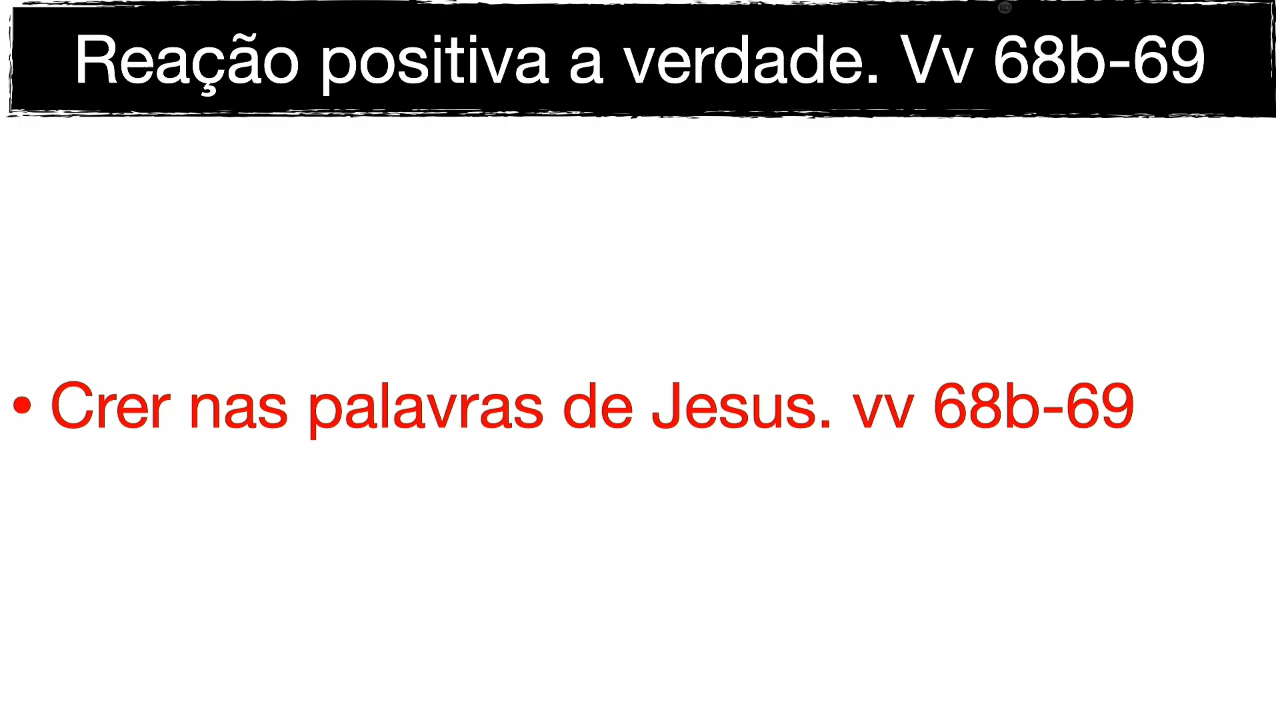 Reação positiva a verdade. Vv 68b-69
• Crer nas palavras de Jesus. vv 68b-69